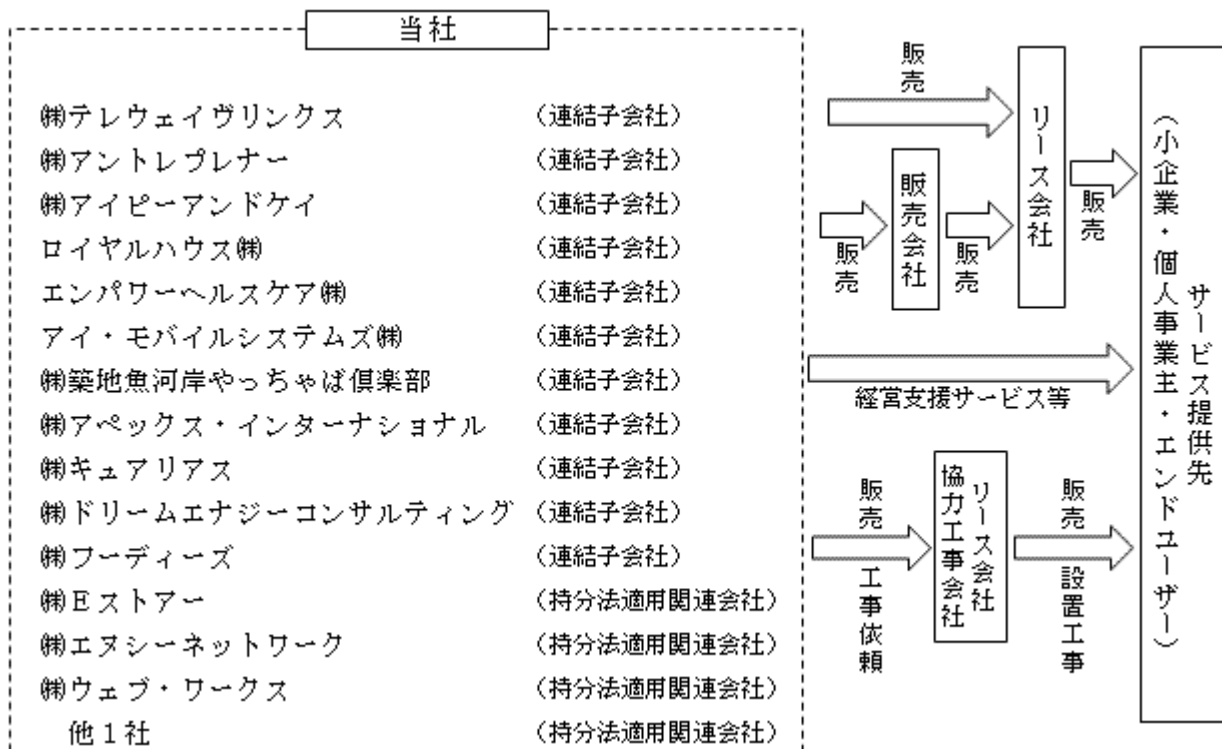 当社
㈱テレウェイヴリンクス （連結子会社）
㈱アントレプレナー （連結子会社）
㈱アイピーアンドケイ （連結子会社）
ロイヤルハウス㈱ （連結子会社）
エンパワーヘルスケア㈱ （連結子会社）
アイ・モバイルシステムズ㈱ （連結子会社）
㈱築地魚河岸やっちゃば倶楽部 （連結子会社）
㈱アペックス・インターナショナル （連結子会社）
㈱キュアリアス （連結子会社）
㈱ドリームエナジーコンサルティング （連結子会社）
㈱フーディーズ （連結子会社）
㈱Eストアー （持分法適用関連会社）
㈱エヌシーネットワーク （持分法適用関連会社）
㈱ウェブ・ワークス （持分法適用関連会社）
他１社 （持分法適用関連会社）
販売
販売
販売会社
販売
リース会社
販売
経営支援サービス等
販売
工事依頼
リース会社
協力工事会社
販売
設置工事
サービス提供先
（小企業・個人事業主・エンドユーザー）